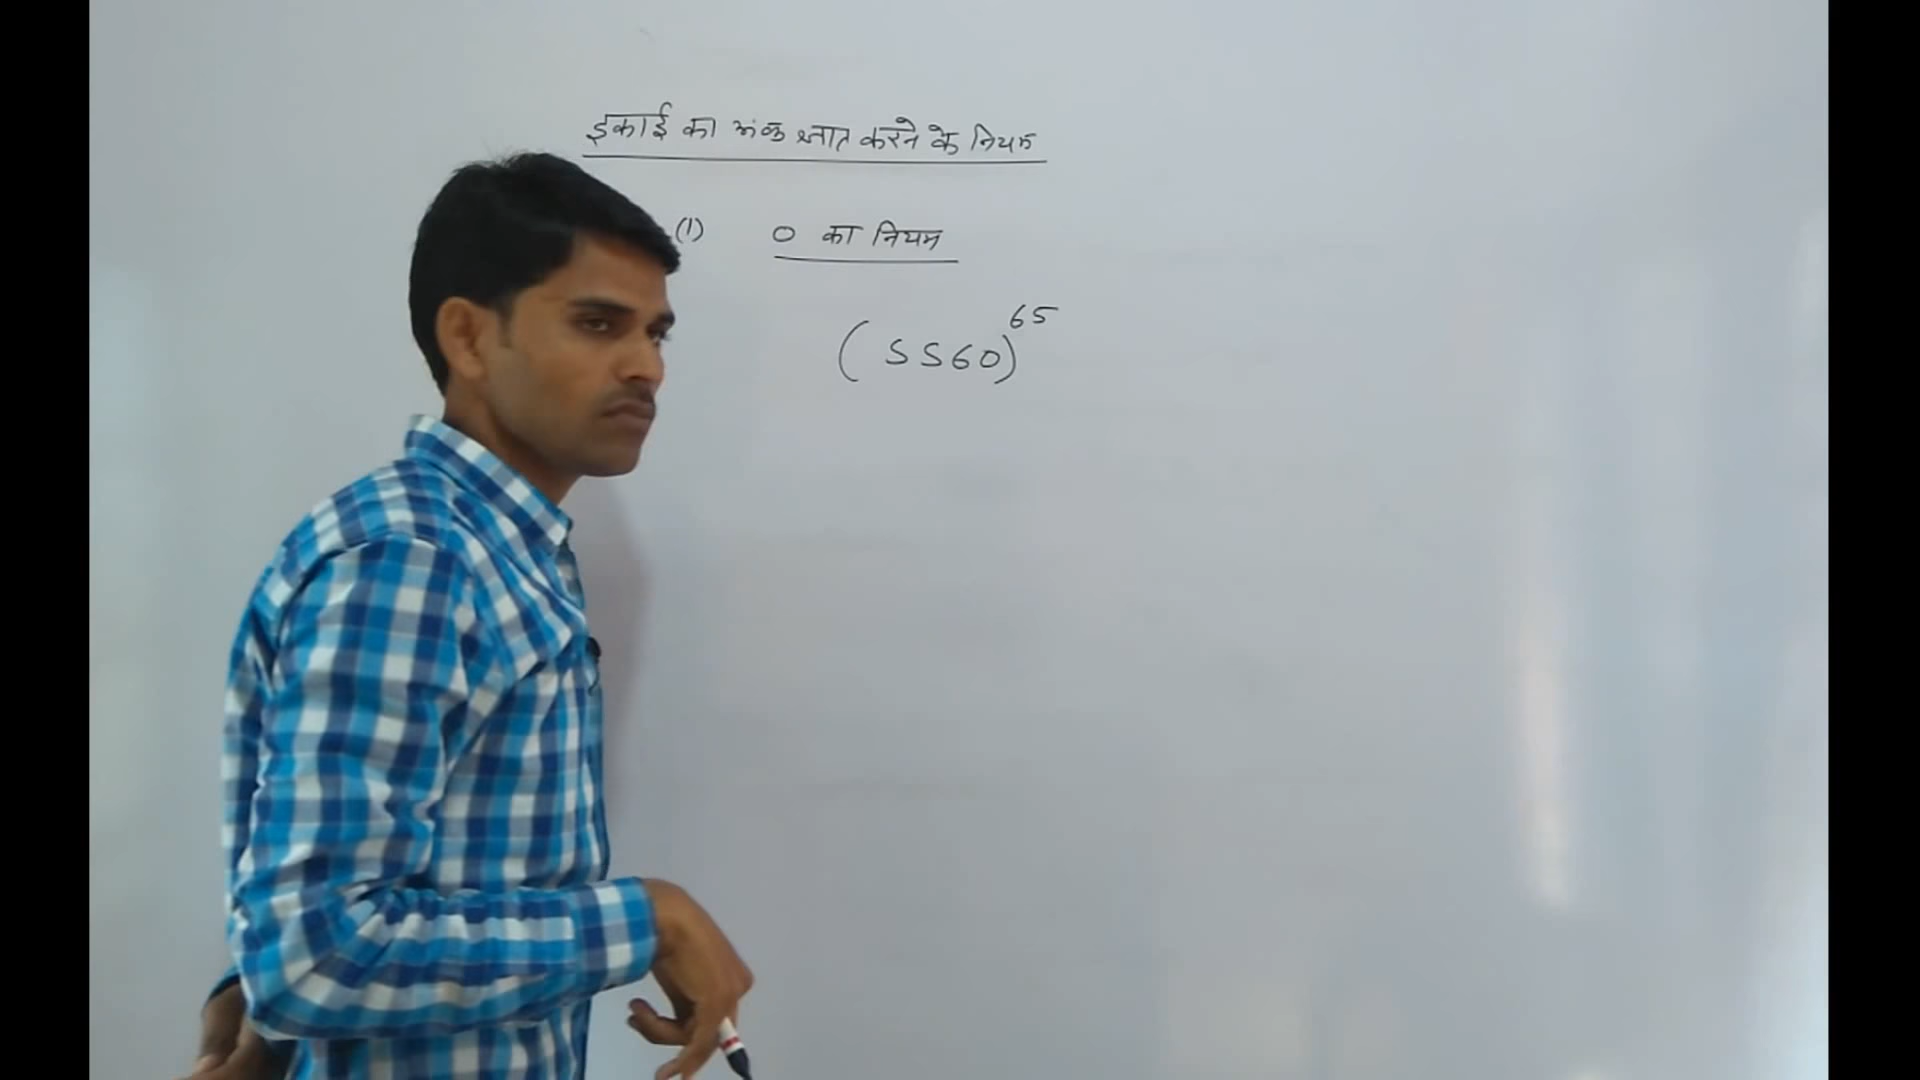 इकाई का अंक ज्ञात करने के नियम
(1) 0 का नियम
(5560)^65